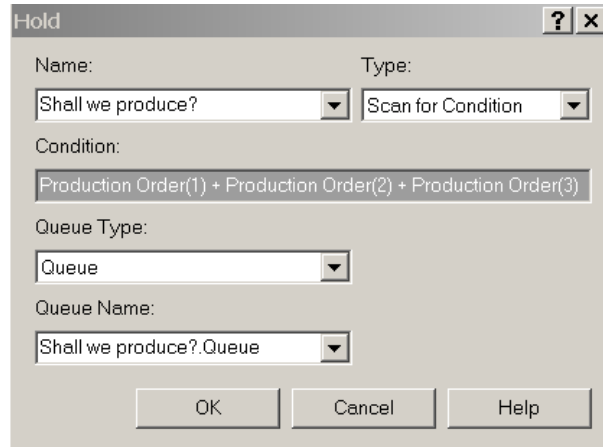 Hold
Name: Type:
Shall we produce? Scan for Condition
Condition:
Production Order(1) + Production Order(2) + Production Order(3)
Queue Type:
Queue
Queue Name:
Shall we produce?.Queue
OK Cancel Help